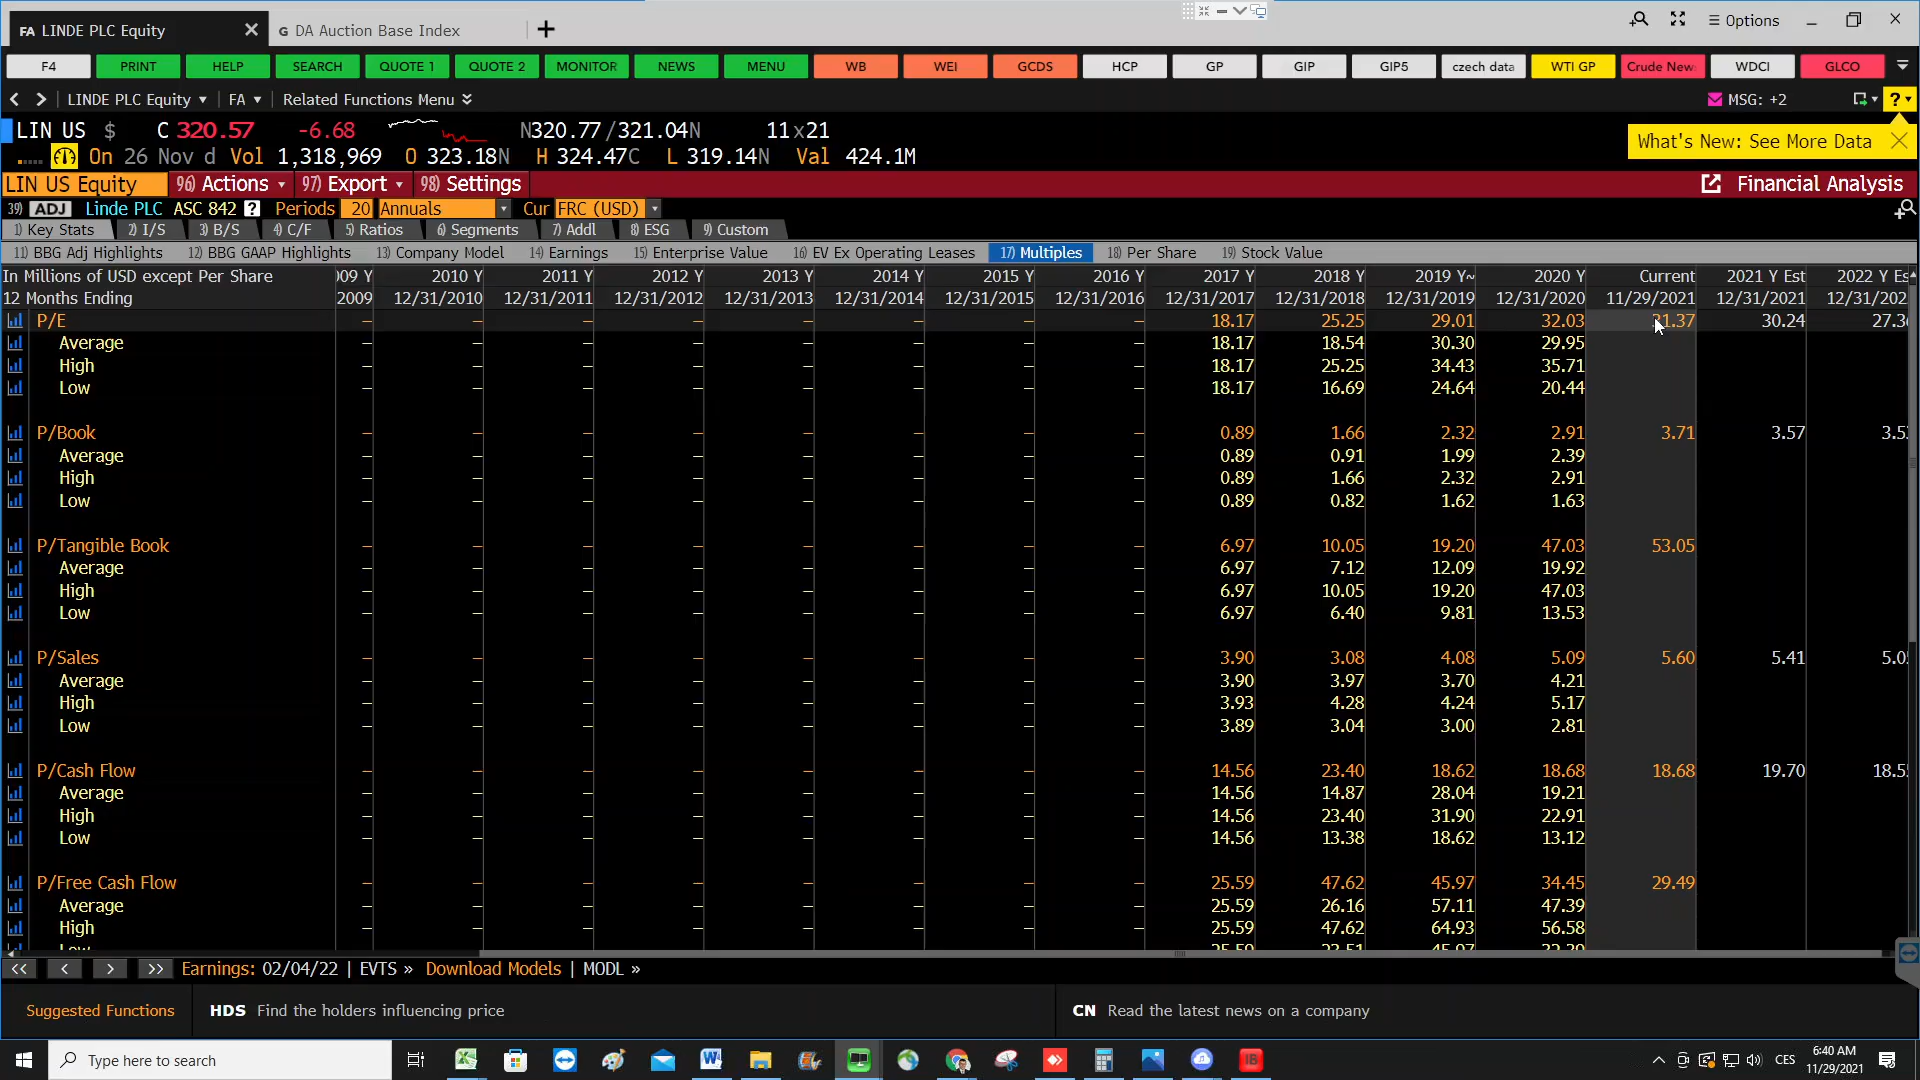 FA LINDE PLC Equity
G DA Auction Base Index
Options
F4 PRINT HELP SEARCH QUOTE 1 QUOTE 2 MONITOR NEWS MENU WB WEI GCDS HCP GP GIP GIP5 czech data WTI GP Crude News WDCI GLCO
LINDE PLC Equity FA Related Functions Menu MSG: +2 ?
LIN US $ C 320.57 -6.68 N320.77/321.04N 11x21
On 26 Nov d Vol 1,318,969 O 323.18N H 324.47C L 319.14N Val 424.1M
What's New: See More Data
LIN US Equity 96) Actions 97) Export 98) Settings Financial Analysis
39) ADJ Linde PLC ASC 842 ? Periods 20 Annuals Cur FRC (USD)
1) Key Stats 2) I/S 3) B/S 4) C/F 5) Ratios 6) Segments 7) Addl 8) ESG 9) Custom
11) BBG Adj Highlights 12) BBG GAAP Highlights 13) Company Model 14) Earnings 15) Enterprise Value 16) EV Ex Operating Leases 17) Multiples 18) Per Share 19) Stock Value
In Millions of USD except Per Share 009 Y 2010 Y 2011 Y 2012 Y 2013 Y 2014 Y 2015 Y 2016 Y 2017 Y 2018 Y 2019 Y~ 2020 Y Current 2021 Y Est 2022 Y Es
12 Months Ending 2009 12/31/2010 12/31/2011 12/31/2012 12/31/2013 12/31/2014 12/31/2015 12/31/2016 12/31/2017 12/31/2018 12/31/2019 12/31/2020 11/29/2021 12/31/2021 12/31/202
P/E – – – – – – – – 18.17 25.25 29.01 32.03 31.37 30.24 27.3
Average 18.17 18.54 30.30 29.95
High 18.17 25.25 34.43 35.71
Low 18.17 16.69 24.64 20.44
P/Book – – – – – – – – 0.89 1.66 2.32 2.91 3.71 3.57 3.5
Average – – – – – – – – 0.89 0.91 1.99 2.39
High – – – – – – – – 0.89 1.66 2.32 2.91
Low – – – – – – – – 0.89 0.82 1.62 1.63
P/Tangible Book – – – – – – – – 6.97 10.05 19.20 47.03 53.05
Average – – – – – – – – 6.97 7.12 12.09 19.92
High – – – – – – – – 6.97 10.05 19.20 47.03
Low – – – – – – – – 6.97 6.40 9.81 13.53
P/Sales – – – – – – – – 3.90 3.08 4.08 5.09 5.60 5.41 5.0
Average – – – – – – – – 3.90 3.97 3.70 4.21
High – – – – – – – – 3.93 4.28 4.24 5.17
Low – – – – – – – – 3.89 3.04 3.00 2.81
P/Cash Flow – – – – – – – – 14.56 23.40 18.62 18.68 18.68 19.70 18.5
Average – – – – – – – – 14.56 14.87 28.04 19.21
High – – – – – – – – 14.56 23.40 31.90 22.91
Low – – – – – – – – 14.56 13.38 18.62 13.12
P/Free Cash Flow – – – – – – – – 25.59 47.62 45.97 34.45 29.49
Average – – – – – – – – 25.59 26.16 57.11 47.39
High – – – – – – – – 25.59 47.62 64.93 56.58
Low
<< < > >> Earnings: 02/04/22 | EVTS » Download Models | MODL »
Suggested Functions HDS Find the holders influencing price CN Read the latest news on a company
Type here to search
CES
6:40 AM
11/29/2021